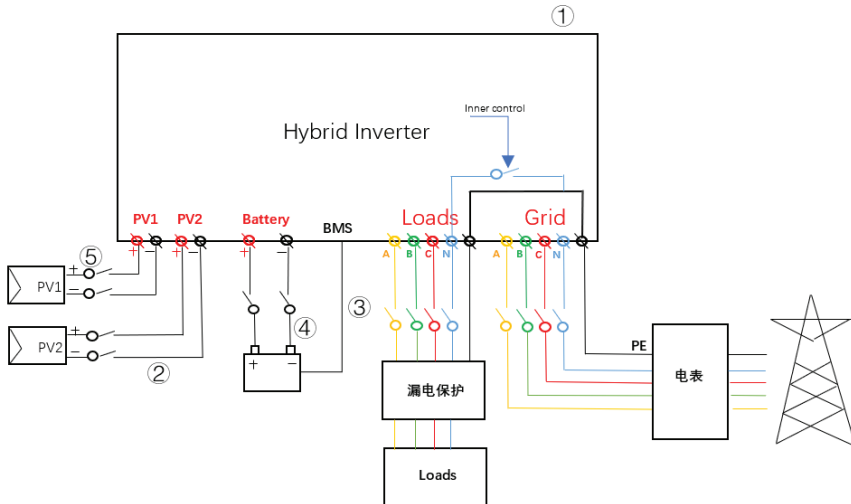 ①
Inner control
Hybrid Inverter
PV1 PV2 Battery BMS Loads Grid
+ − + − + − A B C N A B C N
⑤
+
− PV1
③
④
+
− PV2
②
+ −
漏电保护
PE
电表
Loads